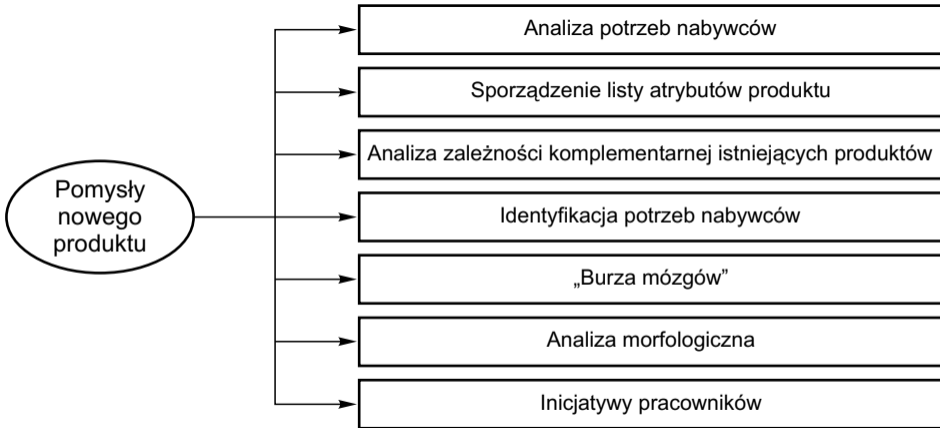 Analiza potrzeb nabywców
Sporządzenie listy atrybutów produktu
Analiza zależności komplementarnej istniejących produktów
Pomysły
nowego
produktu
Identyfikacja potrzeb nabywców
„Burza mózgów”
Analiza morfologiczna
Inicjatywy pracowników